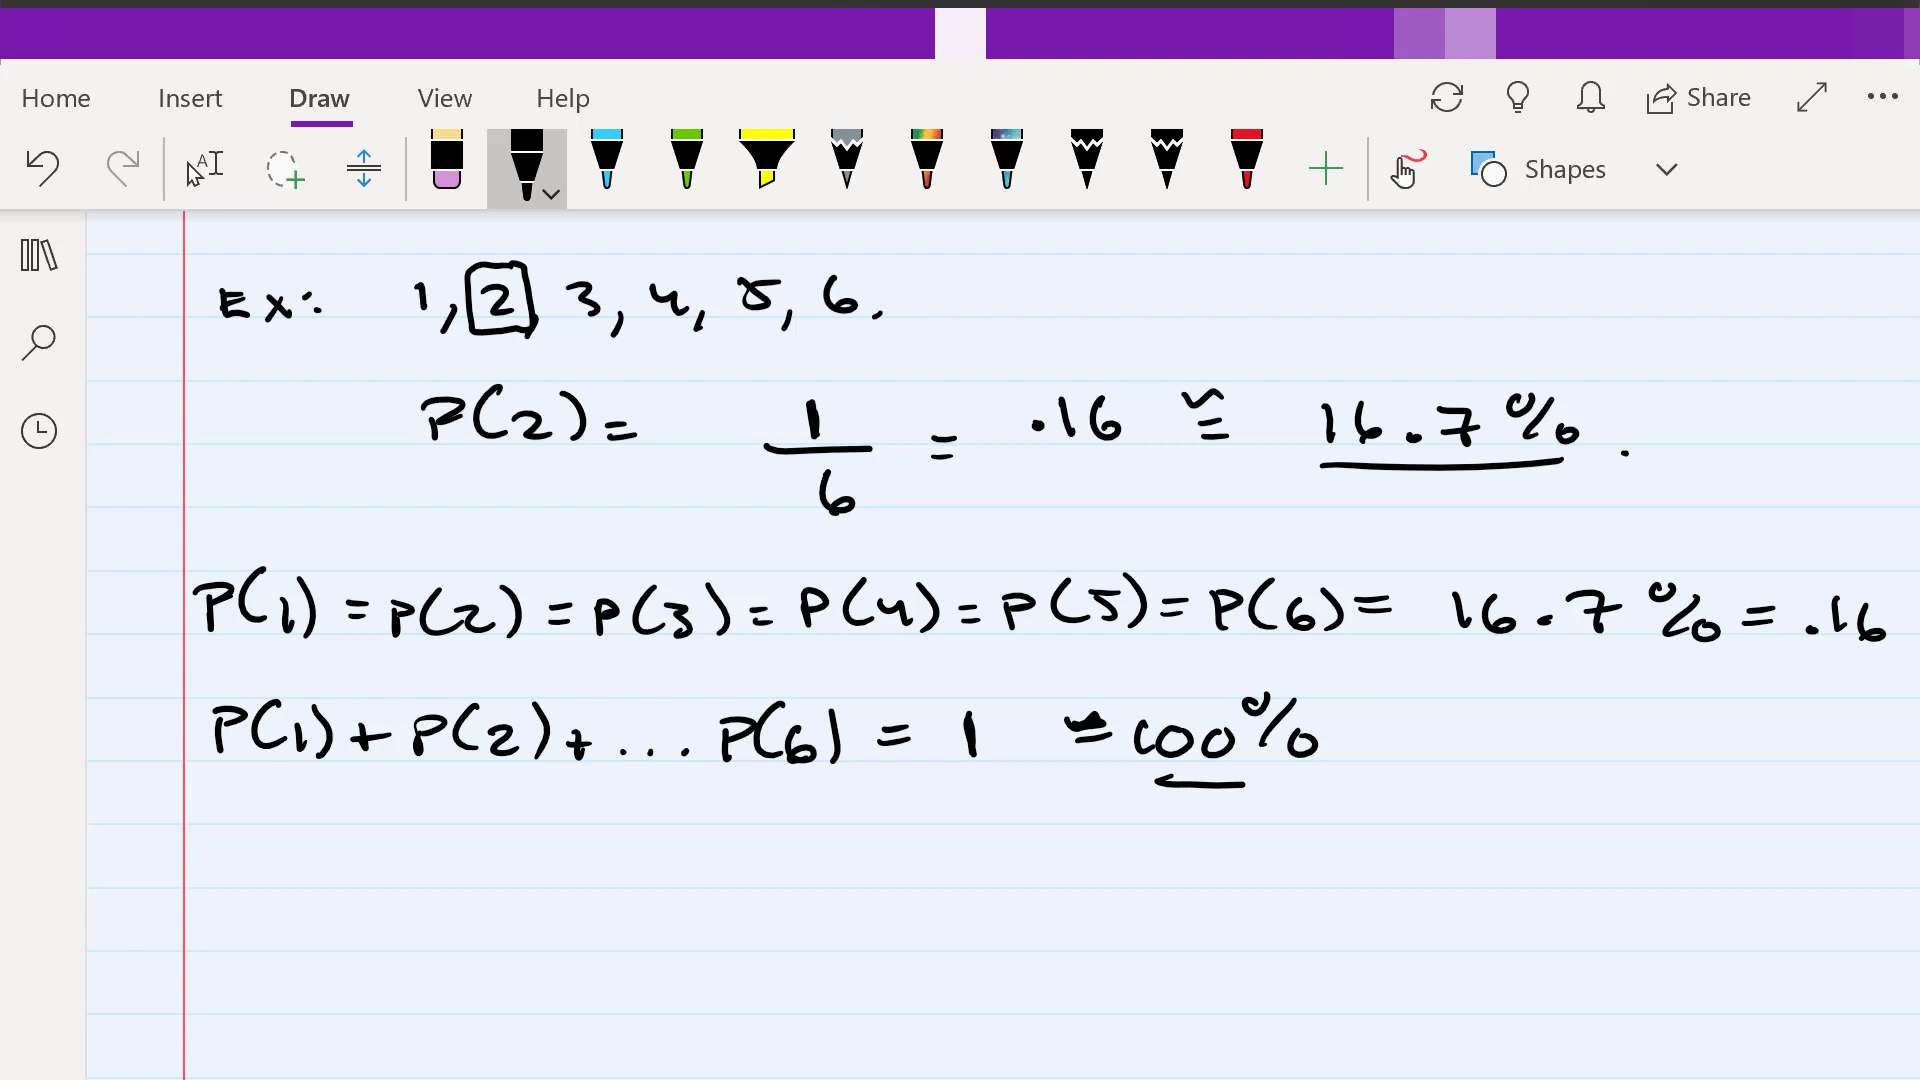 Home Insert Draw View Help Share
Shapes
Ex: 1, 2 3, 4, 5, 6.
P(2) = 1/6 = .16 ≅ 16.7% .
P(1) = P(2) = P(3) = P(4) = P(5) = P(6) = 16.7% = .16
P(1) + P(2) + ... P(6) = 1 ≃ 100%